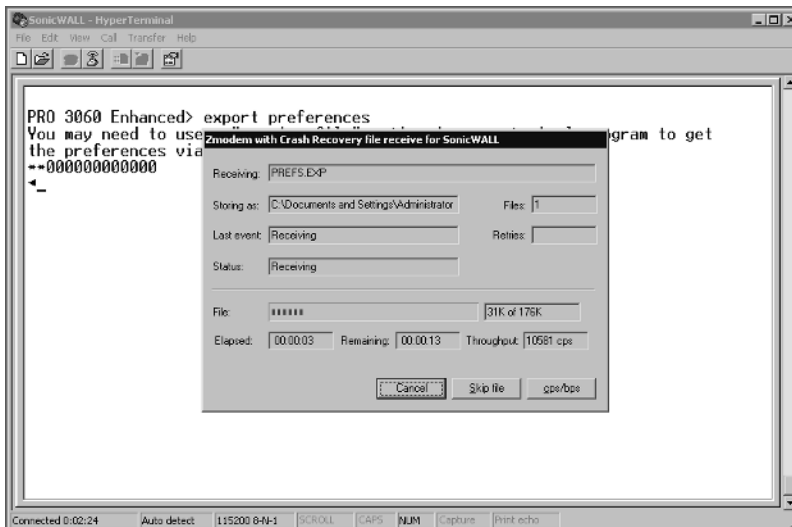 SonicWALL - HyperTerminal
File Edit View Call Transfer Help
PRO 3060 Enhanced> export preferences
You may need to use gram to get
the preferences via
**000000000000
Zmodem with Crash Recovery file receive for SonicWALL
Receiving: PREFS.EXP
Storing as: C:\Documents and Settings\Administrator Files: 1
Last event: Receiving Retries:
Status: Receiving
File: 31K of 176K
Elapsed: 00:00:03 Remaining: 00:00:13 Throughput: 10581 cps
Cancel Skip file cps/bps
Connected 0:02:24 Auto detect 115200 8-N-1 SCROLL CAPS NUM Capture Print echo